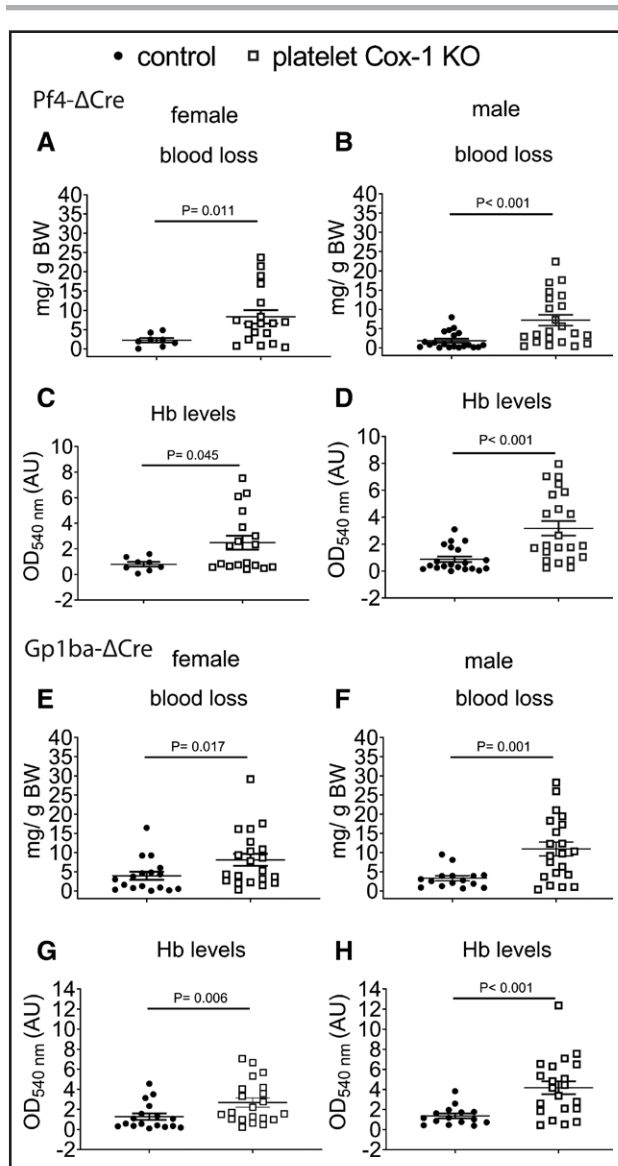 ● control □ platelet Cox-1 KO
Pf4-ΔCre
female
male
A
blood loss
mg/ g BW
40
35
30
25
20
15
10
5
0
P= 0.011
B
blood loss
mg/ g BW
40
35
30
25
20
15
10
5
0
P< 0.001
C
Hb levels
OD540 nm (AU)
10
8
6
4
2
0
-2
P= 0.045
D
Hb levels
OD540 nm (AU)
10
8
6
4
2
0
-2
P< 0.001
Gp1ba-ΔCre
female
male
E
blood loss
mg/ g BW
40
35
30
25
20
15
10
5
0
P= 0.017
F
blood loss
mg/ g BW
40
35
30
25
20
15
10
5
0
P= 0.001
G
Hb levels
OD540 nm (AU)
14
12
10
8
6
4
2
0
-2
P= 0.006
H
Hb levels
OD540 nm (AU)
14
12
10
8
6
4
2
0
-2
P< 0.001